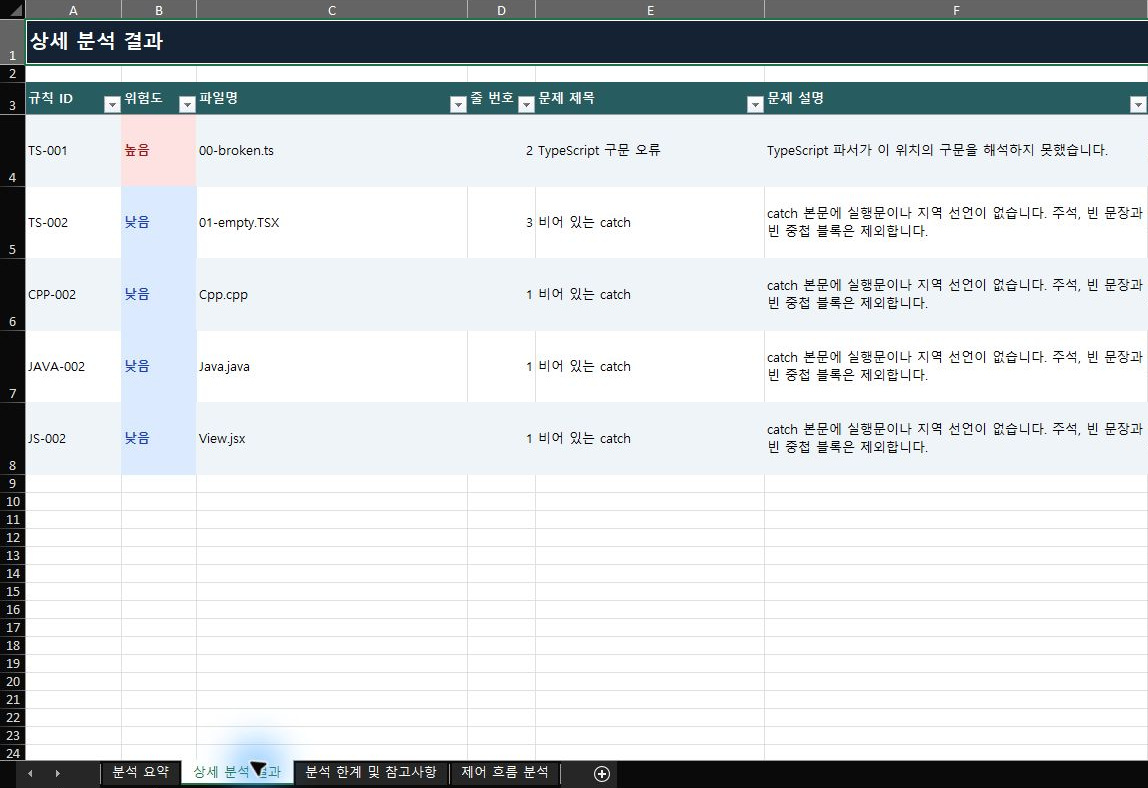 A B C D E F
1 상세 분석 결과
2
3 규칙 ID 위험도 파일명 줄 번호 문제 제목 문제 설명
4 TS-001 높음 00-broken.ts 2 TypeScript 구문 오류 TypeScript 파서가 이 위치의 구문을 해석하지 못했습니다.
5 TS-002 낮음 01-empty.TSX 3 비어 있는 catch catch 본문에 실행문이나 지역 선언이 없습니다. 주석, 빈 문장과
빈 중첩 블록은 제외합니다.
6 CPP-002 낮음 Cpp.cpp 1 비어 있는 catch catch 본문에 실행문이나 지역 선언이 없습니다. 주석, 빈 문장과
빈 중첩 블록은 제외합니다.
7 JAVA-002 낮음 Java.java 1 비어 있는 catch catch 본문에 실행문이나 지역 선언이 없습니다. 주석, 빈 문장과
빈 중첩 블록은 제외합니다.
8 JS-002 낮음 View.jsx 1 비어 있는 catch catch 본문에 실행문이나 지역 선언이 없습니다. 주석, 빈 문장과
빈 중첩 블록은 제외합니다.
9
10
11
12
13
14
15
16
17
18
19
20
21
22
23
24
분석 요약 상세 분석 결과 분석 한계 및 참고사항 제어 흐름 분석